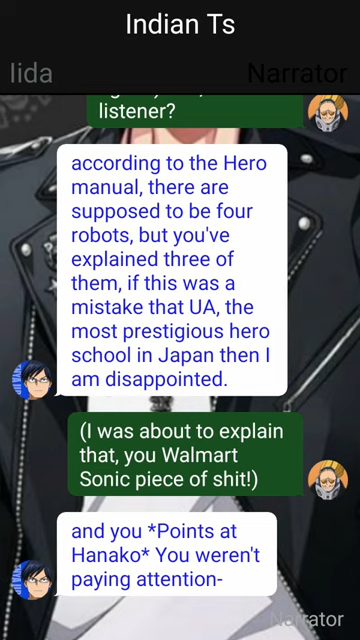 Indian Ts
Iida
Narrator
listener?
according to the Hero
manual, there are
supposed to be four
robots, but you've
explained three of
them, if this was a
mistake that UA, the
most prestigious hero
school in Japan then I
am disappointed.
(I was about to explain
that, you Walmart
Sonic piece of shit!)
and you *Points at
Hanako* You weren't
paying attention-
Narrator